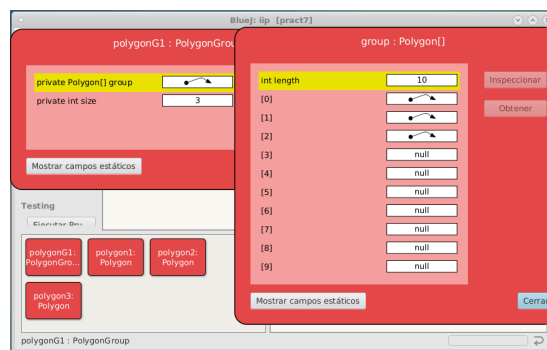 BlueJ: iip [pract7]
polygonG1 : PolygonGrou
private Polygon[] group
private int size
3
Mostrar campos estáticos
group : Polygon[]
int length
10
[0]
[1]
[2]
[3]
null
[4]
null
[5]
null
[6]
null
[7]
null
[8]
null
[9]
null
Inspeccionar
Obtener
Mostrar campos estáticos
Cerra
Testing
Ejecutar Pru
polygonG1:
PolygonGro...
polygon1:
Polygon
polygon2:
Polygon
polygon3:
Polygon
polygonG1 : PolygonGroup